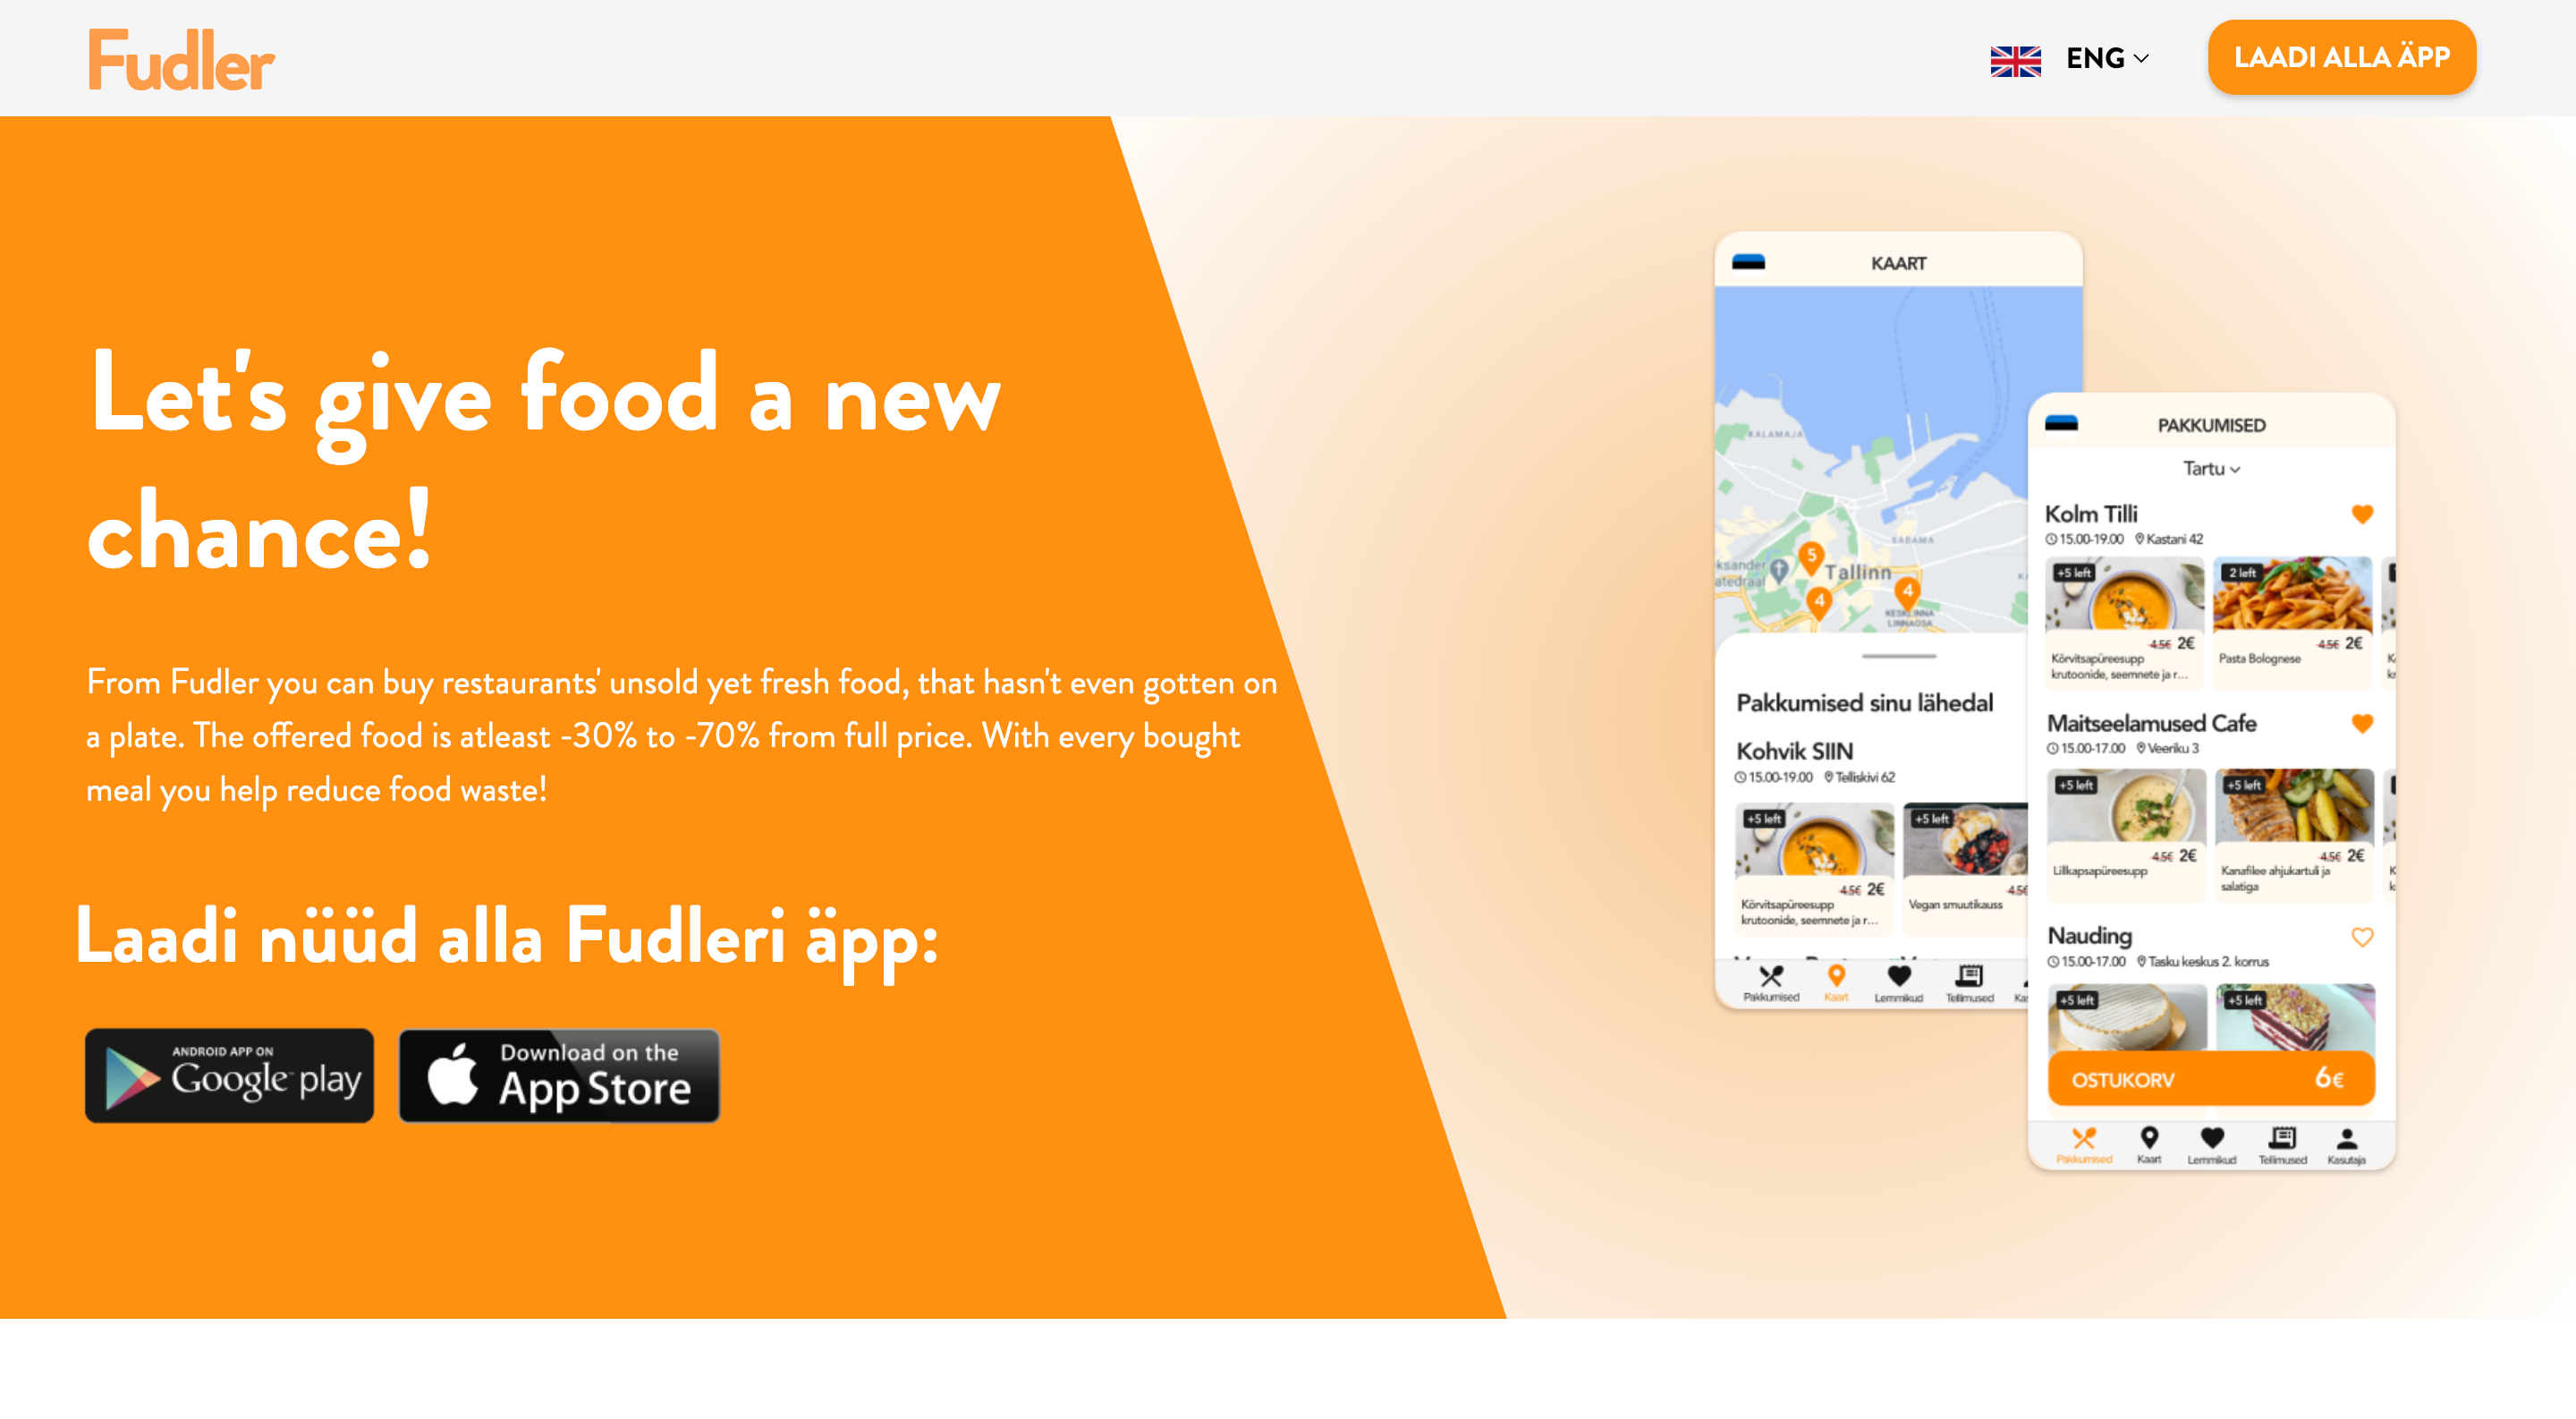 Fudler
ENG
LAADI ALLA ÄPP
Let's give food a new
chance!
From Fudler you can buy restaurants' unsold yet fresh food, that hasn't even gotten on
a plate. The offered food is atleast -30% to -70% from full price. With every bought
meal you help reduce food waste!
Laadi nüüd alla Fudleri äpp:
ANDROID APP ON
Google play
Download on the
App Store
KAART
KALAMAJA
SADAMA
Tallinn
5
4
4
KESKLINNA
LINNAOSA
Pakkumised sinu lähedal
Kohvik SIIN
15.00-19.00 Telliskivi 62
+5 left
+5 left
4.5€ 2€
4.5€
Körvitsapüreesupp
krutoonide, seemnete ja r...
Vegan smuutikauss
Pakkumised
Kaart
Lemmikud
Tellimused
PAKKUMISED
Tartu
Kolm Tilli
15.00-19.00 Kastani 42
+5 left
2 left
4.5€ 2€
4.5€ 2€
Körvitsapüreesupp
krutoonide, seemnete ja r...
Pasta Bolognese
Maitseelamused Cafe
15.00-17.00 Veeriku 3
+5 left
+5 left
4.5€ 2€
4.5€ 2€
Lillkapsapüreesupp
Kanafilee ahjukartuli ja
salatiga
Nauding
15.00-17.00 Tasku keskus 2. korrus
+5 left
+5 left
OSTUKORV 6€
Pakkumised
Kaart
Lemmikud
Tellimused
Kasutaja